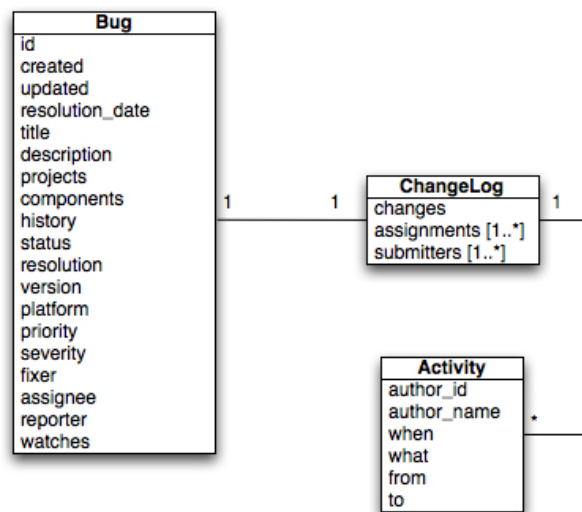 Bug
id
created
updated
resolution_date
title
description
projects
components
history
status
resolution
version
platform
priority
severity
fixer
assignee
reporter
watches
1
1
ChangeLog
changes
assignments [1..*]
submitters [1..*]
1
Activity
author_id
author_name
when
what
from
to
*